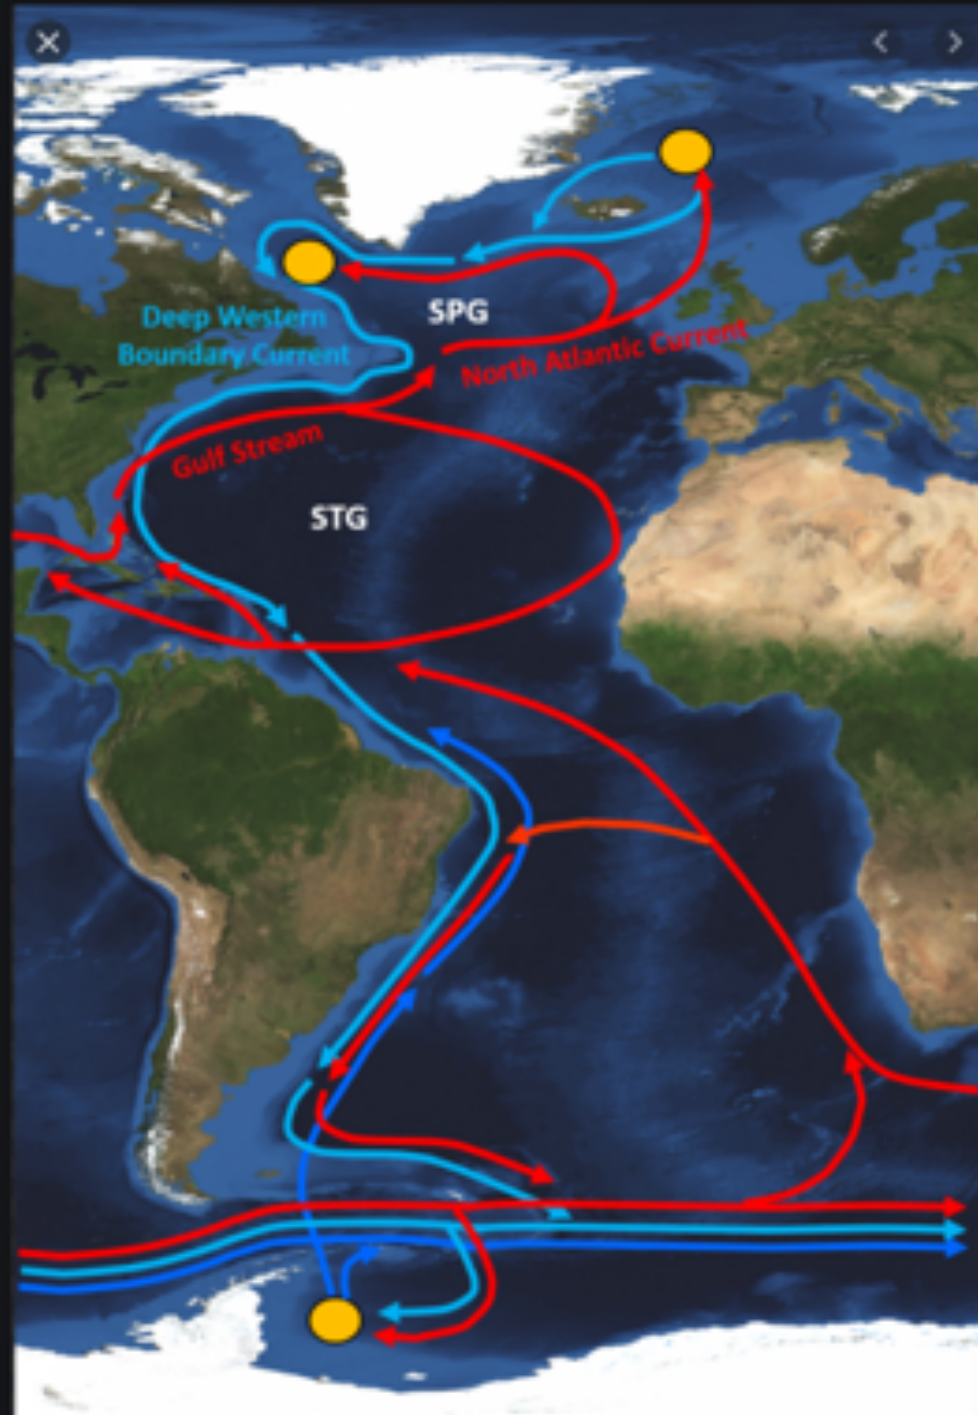 SPG
Deep Western
Boundary Current
North Atlantic Current
Gulf Stream
STG